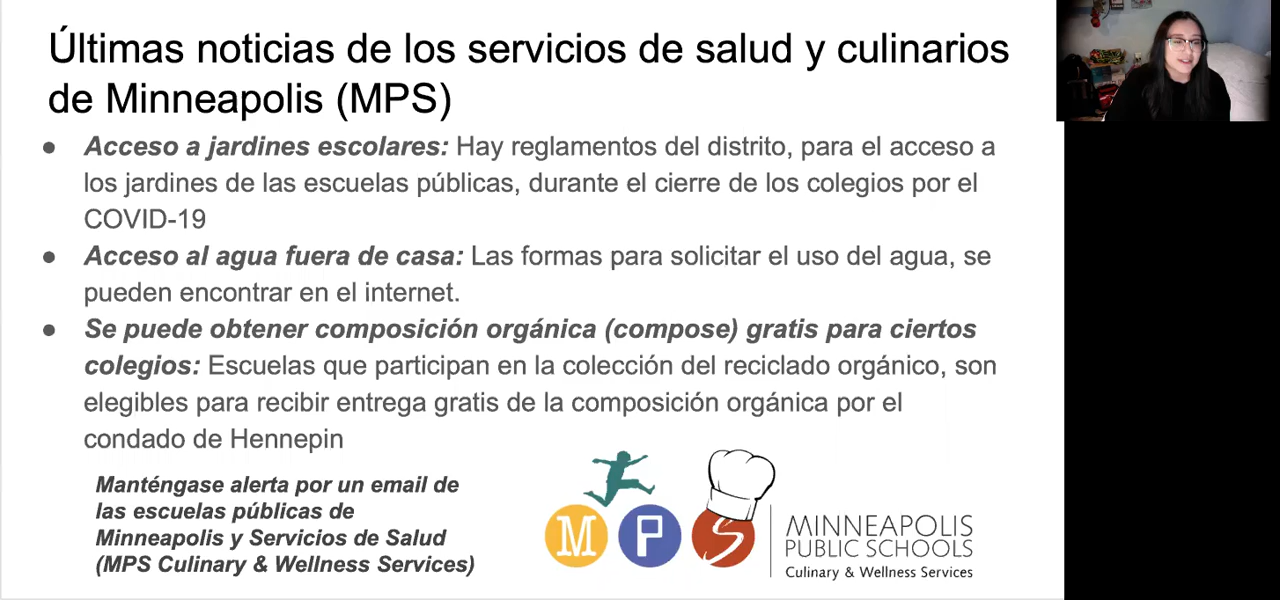 Últimas noticias de los servicios de salud y culinarios
de Minneapolis (MPS)
● Acceso a jardines escolares: Hay reglamentos del distrito, para el acceso a
los jardines de las escuelas públicas, durante el cierre de los colegios por el
COVID-19
● Acceso al agua fuera de casa: Las formas para solicitar el uso del agua, se
pueden encontrar en el internet.
● Se puede obtener composición orgánica (compose) gratis para ciertos
colegios: Escuelas que participan en la colección del reciclado orgánico, son
elegibles para recibir entrega gratis de la composición orgánica por el
condado de Hennepin
Manténgase alerta por un email de
las escuelas públicas de
Minneapolis y Servicios de Salud
(MPS Culinary & Wellness Services)
MPS
MINNEAPOLIS
PUBLIC SCHOOLS
Culinary & Wellness Services